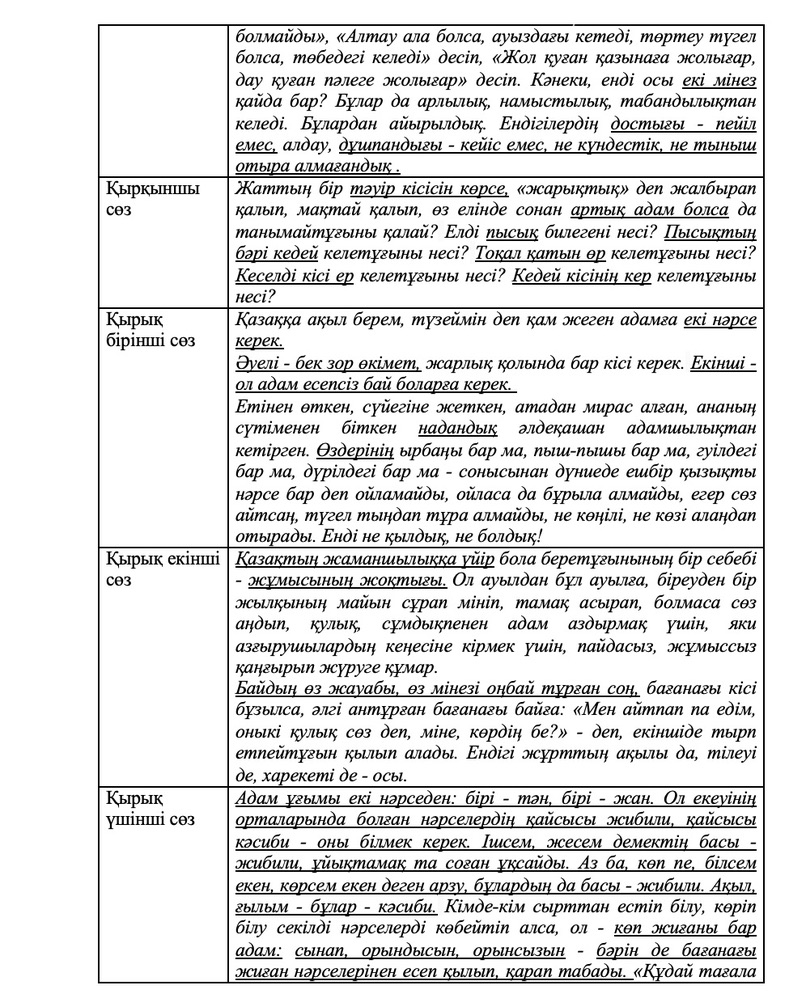 болмайды», «Алтау ала болса, ауыздағы кетеді, төртеу түгел
болса, төбедегі келеді» десіп, «Жол қуған қазынаға жолығар,
дау қуған пәлеге жолығар» десіп. Кәнеки, енді осы екі мінез
қайда бар? Бұлар да арлылық, намыстылық, табандылықтан
келеді. Бұлардан айырылдық. Ендігілердің достығы - пейіл
емес, алдау, дұшпандығы - кейіс емес, не күндестік, не тыныш
отыра алмағандық .
Қырқыншы
сөз
Жаттың бір тәуір кісісін көрсе, «жарықтық» деп жалбырап
қалып, мақтай қалып, өз елінде сонан артық адам болса да
танымайтұғыны қалай? Елді пысық билегені несі? Пысықтың
бәрі кедей келетұғыны несі? Тоқал қатын өр келетұғыны несі?
Кеселді кісі ер келетұғыны несі? Кедей кісінің кер келетұғыны
несі?
Қырық
бірінші сөз
Қазаққа ақыл берем, түзеймін деп қам жеген адамға екі нәрсе
керек.
Әуелі - бек зор өкімет, жарлық қолында бар кісі керек. Екінші -
ол адам есепсіз бай боларға керек.
Етінен өткен, сүйегіне жеткен, атадан мирас алған, ананың
сүтіменен біткен надандық әлдеқашан адамшылықтан
кетірген. Өздерінің ырбаңы бар ма, пыш-пышы бар ма, гуілдегі
бар ма, дүрілдегі бар ма - сонысынан дүниеде ешбір қызықты
нәрсе бар деп ойламайды, ойласа да бұрыла алмайды, егер сөз
айтсаң, түгел тыңдап тұра алмайды, не көңілі, не көзі алаңдап
отырады. Енді не қылдық, не болдық!
Қырық екінші
сөз
Қазақтың жаманшылыққа үйір бола беретұғынының бір себебі
- жұмысының жоқтығы. Ол ауылдан бұл ауылға, біреуден бір
жылқының майын сұрап мініп, тамақ асырап, болмаса сөз
аңдып, қулық, сұмдықпенен адам аздырмақ үшін, яки
азғырушылардың кеңесіне кірмек үшін, пайдасыз, жұмыссыз
қаңғырып жүруге құмар.
Байдың өз жауабы, өз мінезі оңбай тұрған соң, бағанағы кісі
бұзылса, әлгі антұрған бағанағы байға: «Мен айтпап па едім,
онықі қулық сөз деп, міне, көрдің бе?» - деп, екіншіде тырп
етпейтұғын қылып алады. Ендігі жұрттың ақылы да, тілеуі
де, харекеті де - осы.
Қырық
үшінші сөз
Адам ұғымы екі нәрседен: бірі - тән, бірі - жан. Ол екеуінің
орталарында болған нәрселердің қайсысы жибили, қайсысы
кәсиби - оны білмек керек. Ішсем, жесем демектің басы -
жибили, ұйықтамақ та соған ұқсайды. Аз ба, көп пе, білсем
екен, көрсем екен деген арзу, бұлардың да басы - жибили. Ақыл,
ғылым - бұлар - кәсиби. Кімде-кім сырттан естіп білу, көріп
білу секілді нәрселерді көбейтіп алса, ол - көп жиғаны бар
адам: сынап, орындысын, орынсызын - бәрін де бағанағы
жиған нәрселерінен есеп қылып, қарап табады. «Құдай тағала